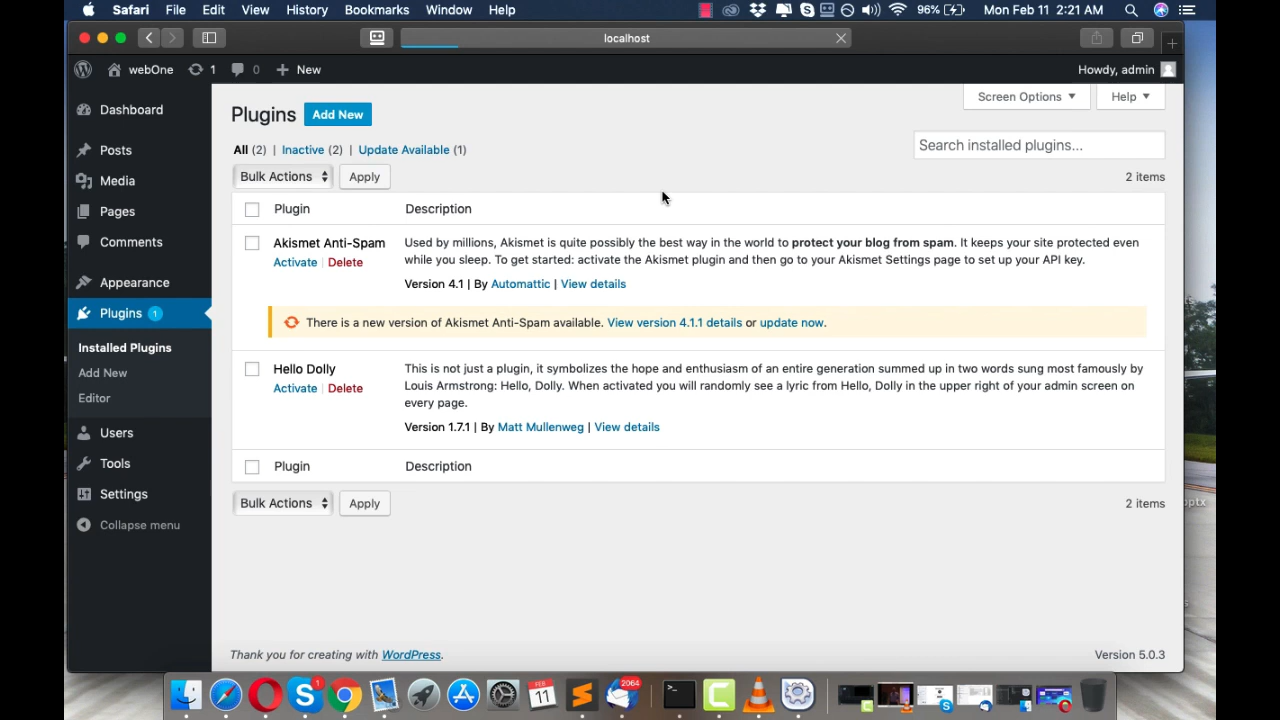 Safari File Edit View History Bookmarks Window Help 96% Mon Feb 11 2:21 AM
localhost
webOne 1 0 New Howdy, admin
Screen Options Help
Dashboard
Plugins Add New
All (2) | Inactive (2) | Update Available (1)
Search installed plugins...
Bulk Actions Apply 2 items
Plugin Description
Akismet Anti-Spam
Activate | Delete
Used by millions, Akismet is quite possibly the best way in the world to protect your blog from spam. It keeps your site protected even
while you sleep. To get started: activate the Akismet plugin and then go to your Akismet Settings page to set up your API key.
Version 4.1 | By Automattic | View details
There is a new version of Akismet Anti-Spam available. View version 4.1.1 details or update now.
Hello Dolly
Activate | Delete
This is not just a plugin, it symbolizes the hope and enthusiasm of an entire generation summed up in two words sung most famously by
Louis Armstrong: Hello, Dolly. When activated you will randomly see a lyric from Hello, Dolly in the upper right of your admin screen on
every page.
Version 1.7.1 | By Matt Mullenweg | View details
Plugin Description
Bulk Actions Apply 2 items
Posts
Media
Pages
Comments
Appearance
Plugins 1
Installed Plugins
Add New
Editor
Users
Tools
Settings
Collapse menu
Thank you for creating with WordPress. Version 5.0.3
pptx
1
FEB
11
2064